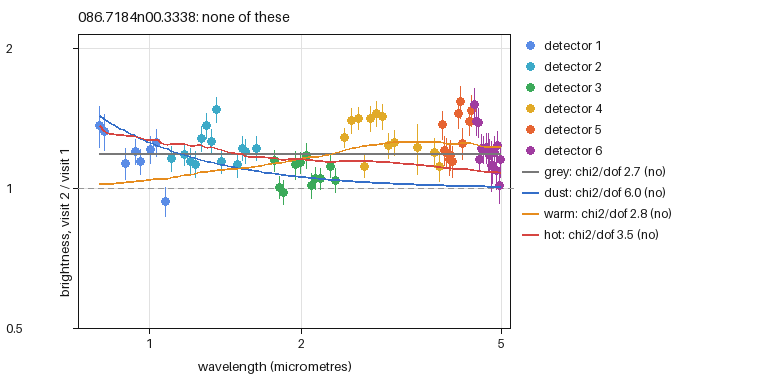 086.7184n00.3338: none of these
2
1
0.5
brightness, visit 2 / visit 1
1
2
5
wavelength (micrometres)
detector 1
detector 2
detector 3
detector 4
detector 5
detector 6
grey: chi2/dof 2.7 (no)
dust: chi2/dof 6.0 (no)
warm: chi2/dof 2.8 (no)
hot: chi2/dof 3.5 (no)